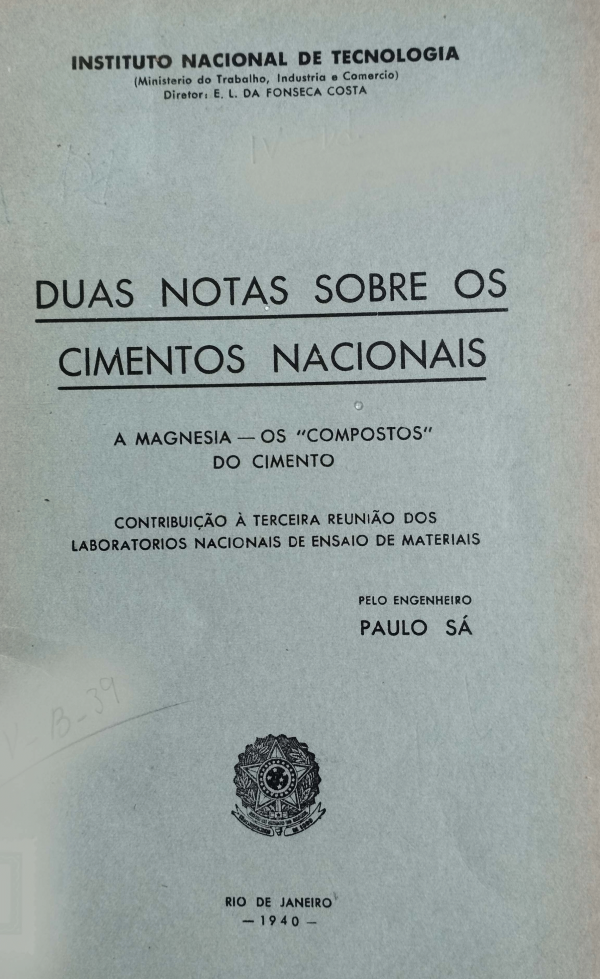 INSTITUTO NACIONAL DE TECNOLOGIA
(Ministerio do Trabalho, Industria e Comercio)
Diretor: E. L. DA FONSECA COSTA
DUAS NOTAS SOBRE OS
CIMENTOS NACIONAIS
A MAGNESIA — OS "COMPOSTOS"
DO CIMENTO
CONTRIBUIÇÃO À TERCEIRA REUNIÃO DOS
LABORATORIOS NACIONAIS DE ENSAIO DE MATERIAIS
PELO ENGENHEIRO
PAULO SÁ
B-39
RIO DE JANEIRO
— 1940 —